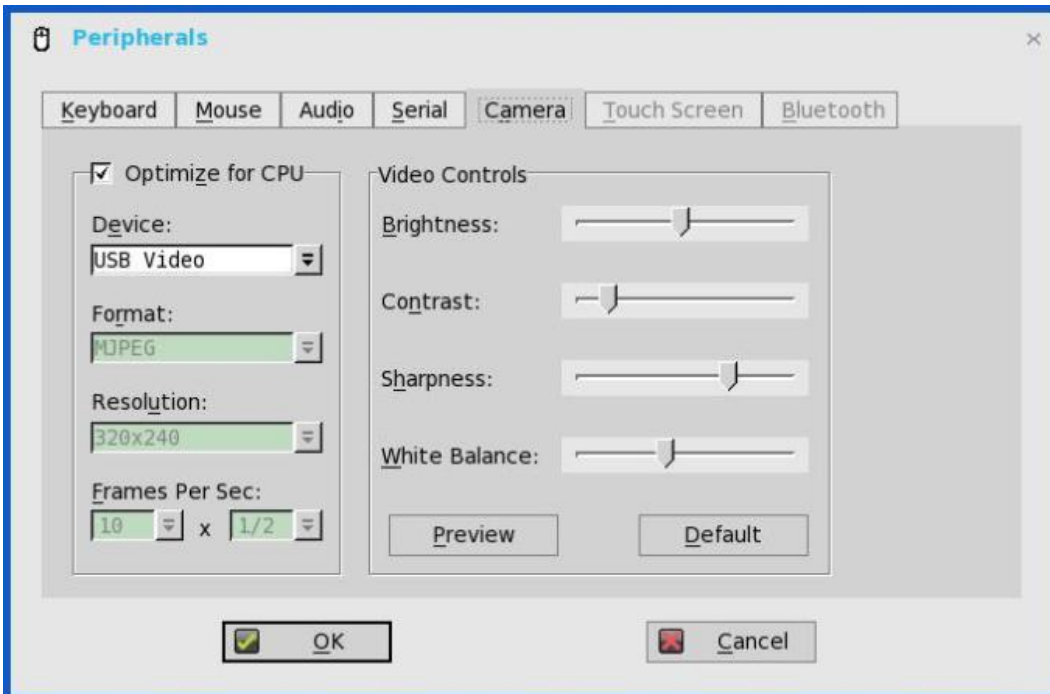 Peripherals
Keyboard Mouse Audio Serial Camera Touch Screen Bluetooth
Optimize for CPU
Device:
USB Video
Format:
MJPEG
Resolution:
320x240
Frames Per Sec:
10 x 1/2
Video Controls
Brightness:
Contrast:
Sharpness:
White Balance:
Preview Default
OK Cancel